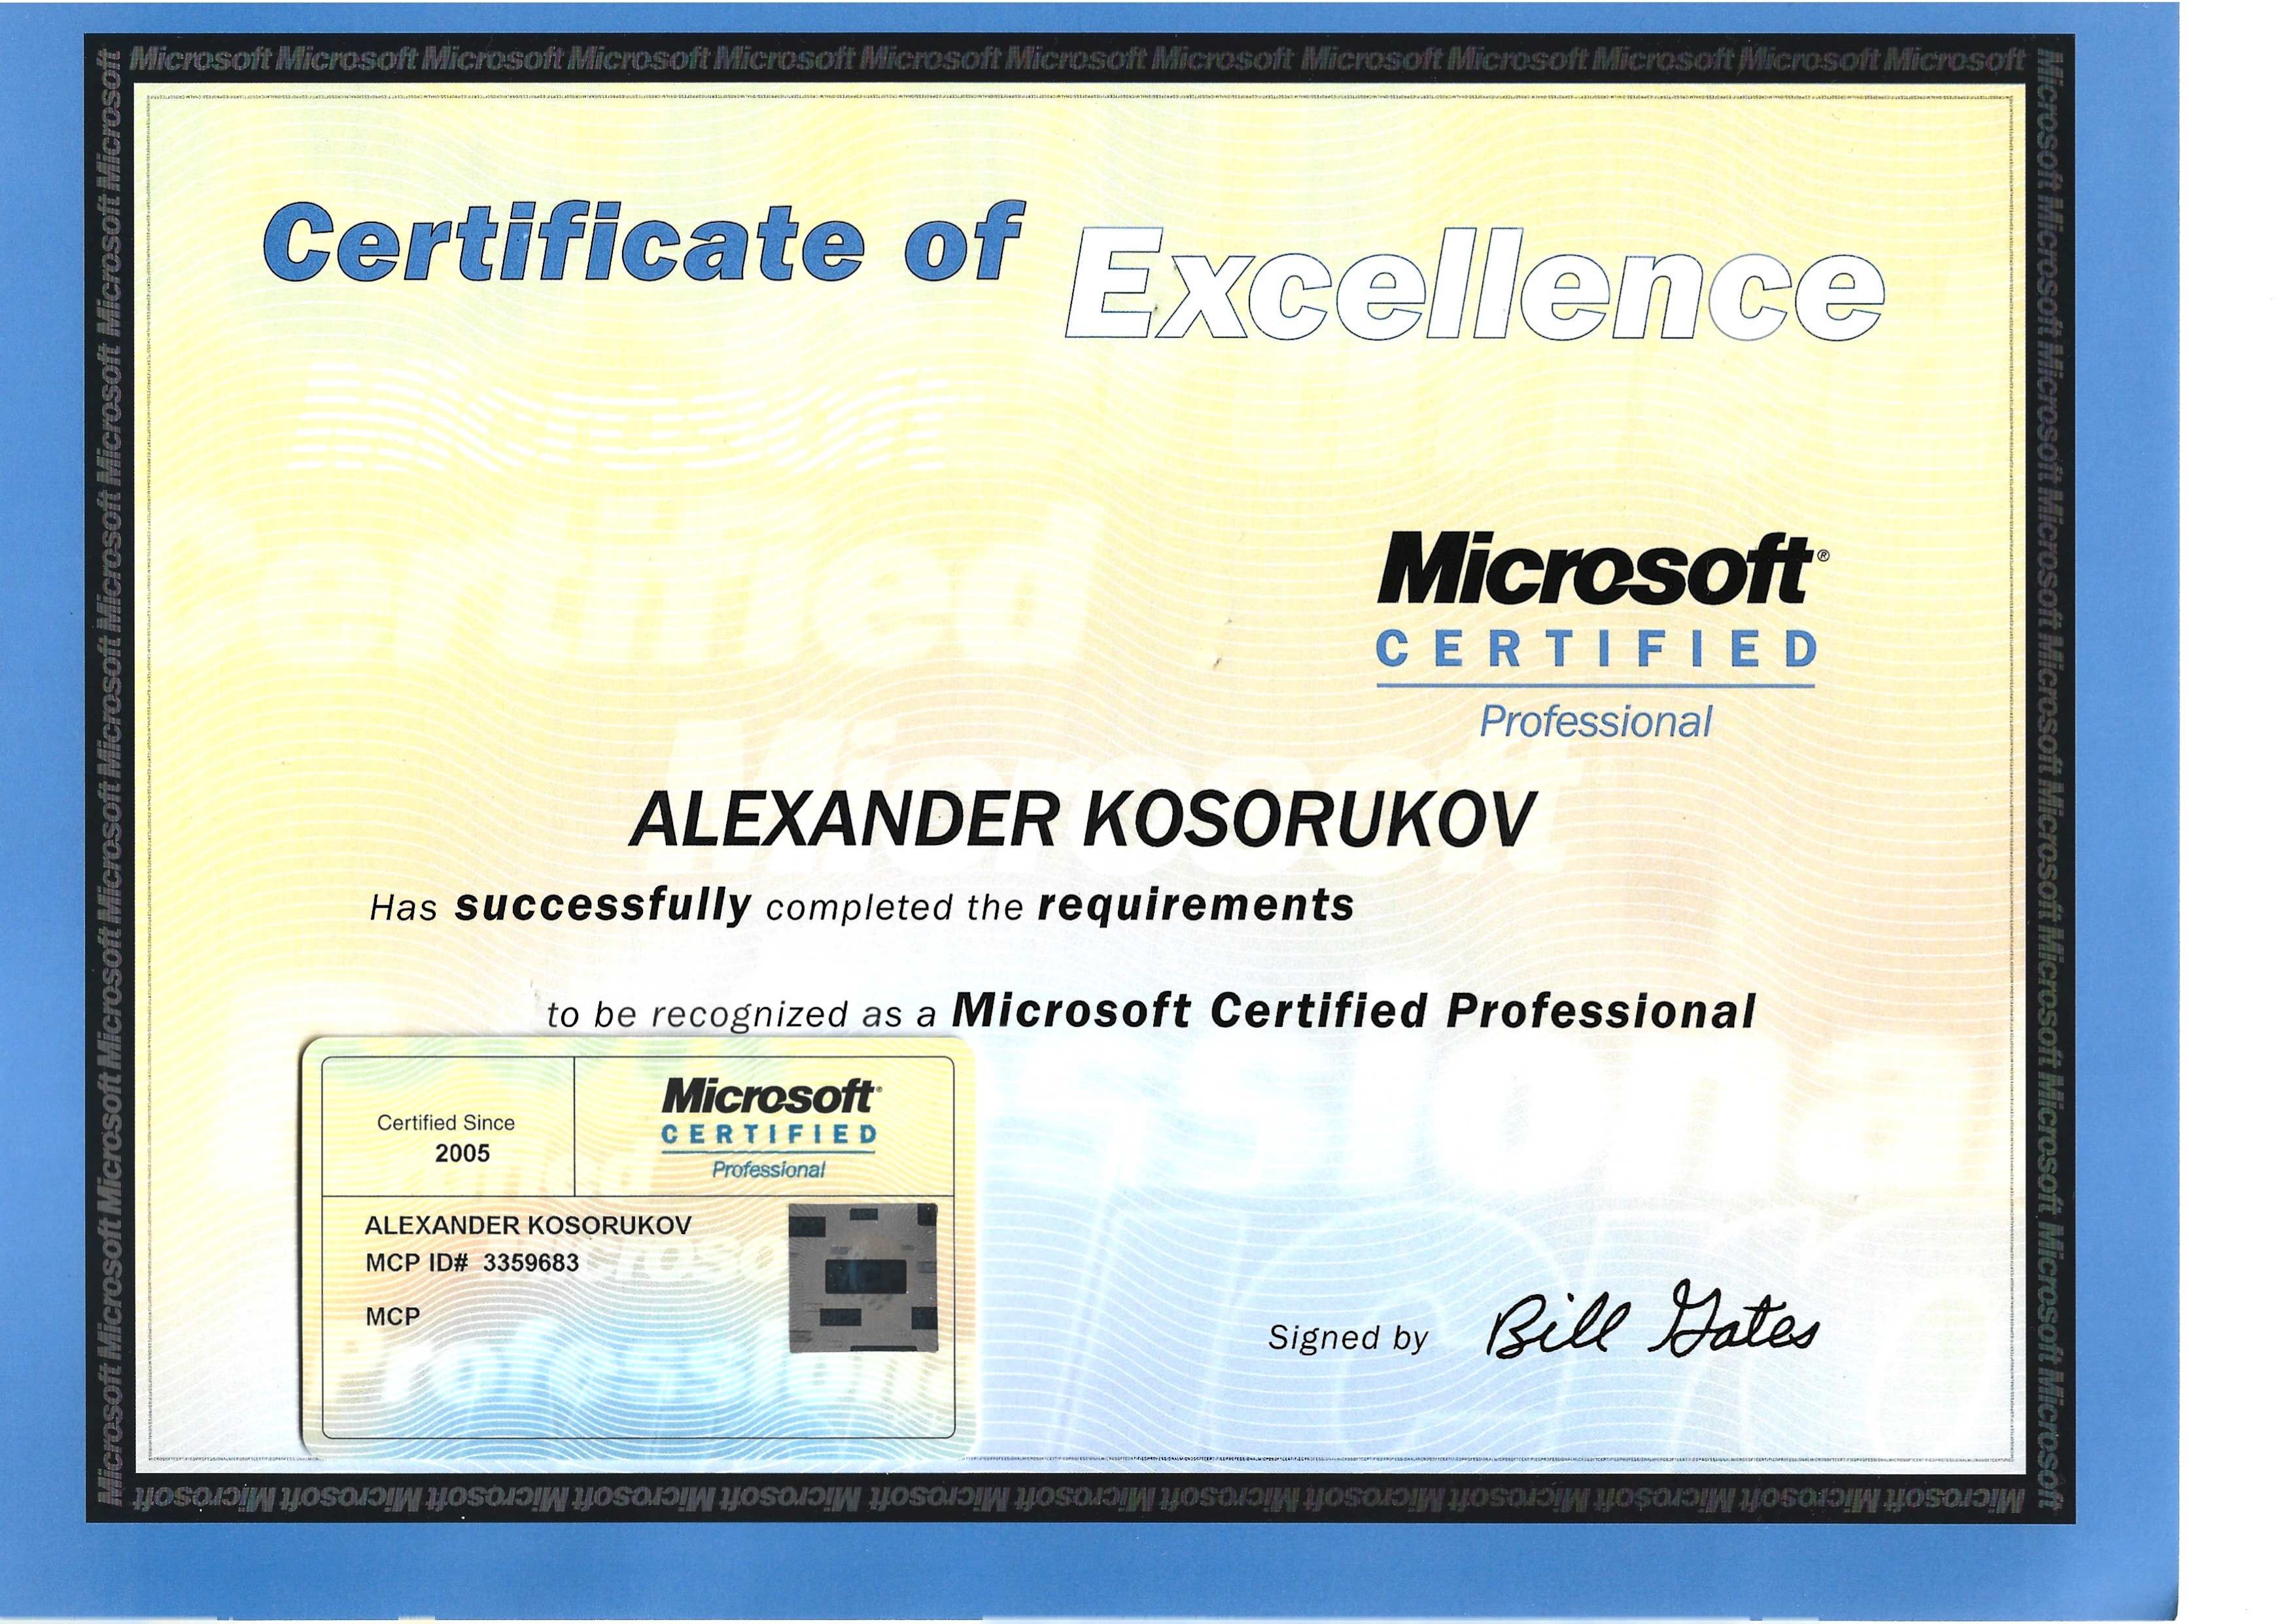 Microsoft Microsoft Microsoft Microsoft Microsoft Microsoft Microsoft Microsoft Microsoft Microsoft Microsoft Microsoft Microsoft
Certificate of Excellence
Certified
Microsoft®
CERTIFIED
Professional
Microsoft
ALEXANDER KOSORUKOV
Has successfully completed the requirements
to be recognized as a Microsoft Certified Professional
Certified Since
2005
Microsoft®
CERTIFIED
Professional
ALEXANDER KOSORUKOV
MCP ID# 3359683
MCP
Signed by Bill Gates
Microsoft Microsoft Microsoft Microsoft Microsoft Microsoft Microsoft Microsoft Microsoft Microsoft Microsoft Microsoft Microsoft